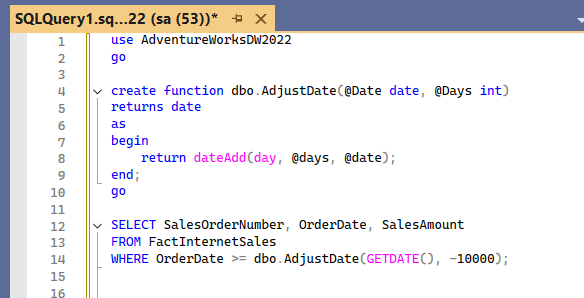 SQLQuery1.sq...22 (sa (53))*
1 use AdventureWorksDW2022
2 go
3
4 create function dbo.AdjustDate(@Date date, @Days int)
5 returns date
6 as
7 begin
8 return dateAdd(day, @days, @date);
9 end;
10 go
11
12 SELECT SalesOrderNumber, OrderDate, SalesAmount
13 FROM FactInternetSales
14 WHERE OrderDate >= dbo.AdjustDate(GETDATE(), -10000);
15
16